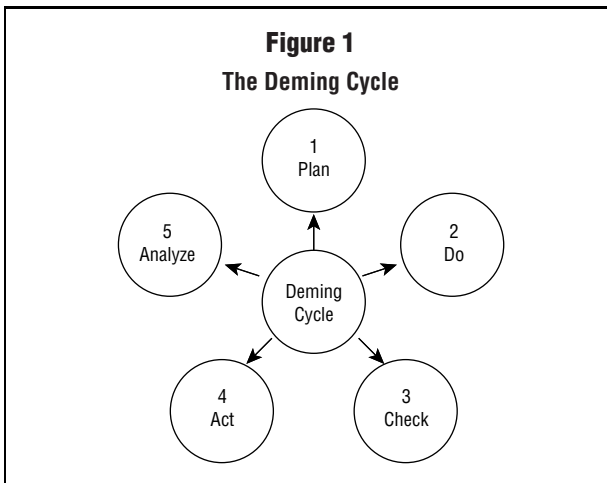 Figure 1
The Deming Cycle
1
Plan
5
Analyze
2
Do
Deming
Cycle
4
Act
3
Check